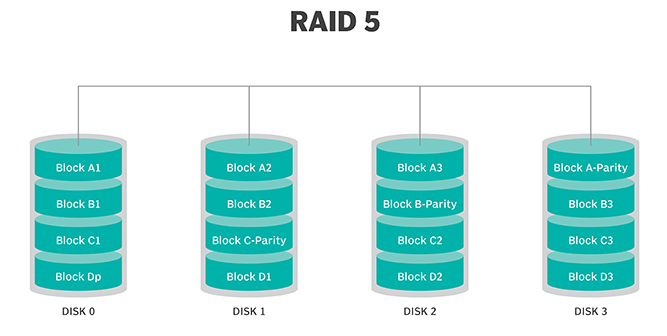 RAID 5
Block A1
Block B1
Block C1
Block Dp
DISK 0
Block A2
Block B2
Block C-Parity
Block D1
DISK 1
Block A3
Block B-Parity
Block C2
Block D2
DISK 2
Block A-Parity
Block B3
Block C3
Block D3
DISK 3